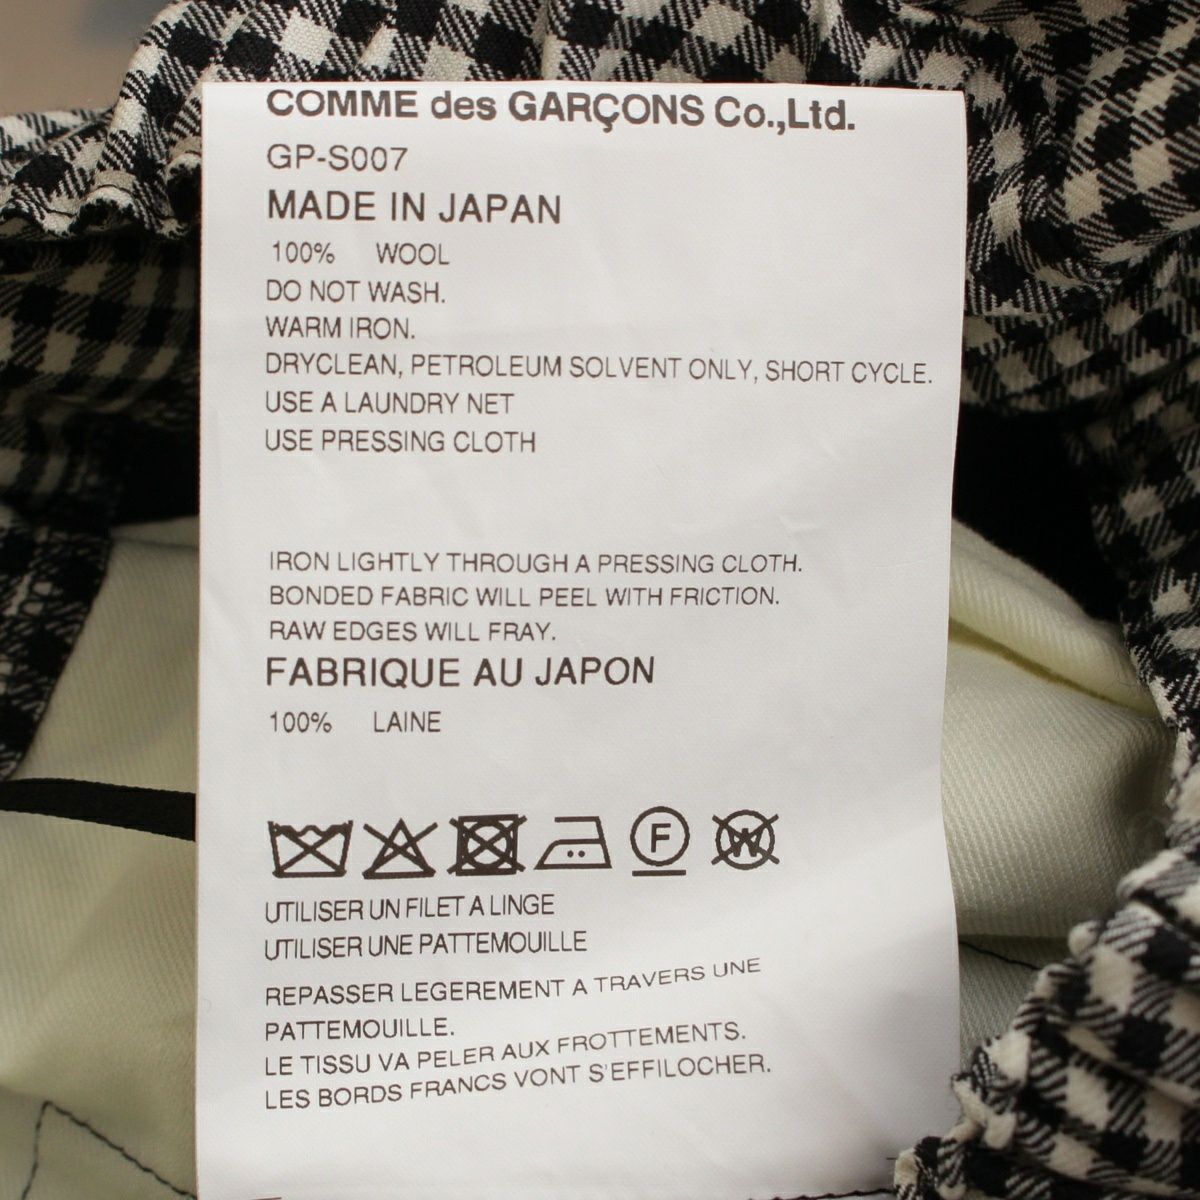 COMME des GARÇONS Co.,Ltd.
GP-S007
MADE IN JAPAN
100% WOOL
DO NOT WASH.
WARM IRON.
DRYCLEAN, PETROLEUM SOLVENT ONLY, SHORT CYCLE.
USE A LAUNDRY NET
USE PRESSING CLOTH
IRON LIGHTLY THROUGH A PRESSING CLOTH.
BONDED FABRIC WILL PEEL WITH FRICTION.
RAW EDGES WILL FRAY.
FABRIQUE AU JAPON
100% LAINE
F W
UTILISER UN FILET A LINGE
UTILISER UNE PATTEMOUILLE
REPASSER LEGEREMENT A TRAVERS UNE
PATTEMOUILLE.
LE TISSU VA PELER AUX FROTTEMENTS.
LES BORDS FRANCS VONT S'EFFILOCHER.